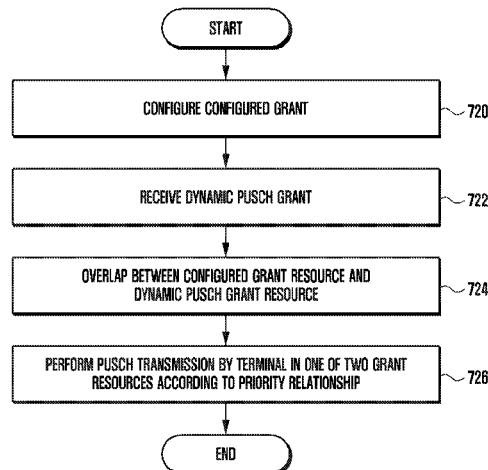 START
CONFIGURE CONFIGURED GRANT
720
RECEIVE DYNAMIC PUSCH GRANT
722
OVERLAP BETWEEN CONFIGURED GRANT RESOURCE AND
DYNAMIC PUSCH GRANT RESOURCE
724
PERFORM PUSCH TRANSMISSION BY TERMINAL IN ONE OF TWO GRANT
RESOURCES ACCORDING TO PRIORITY RELATIONSHIP
726
END